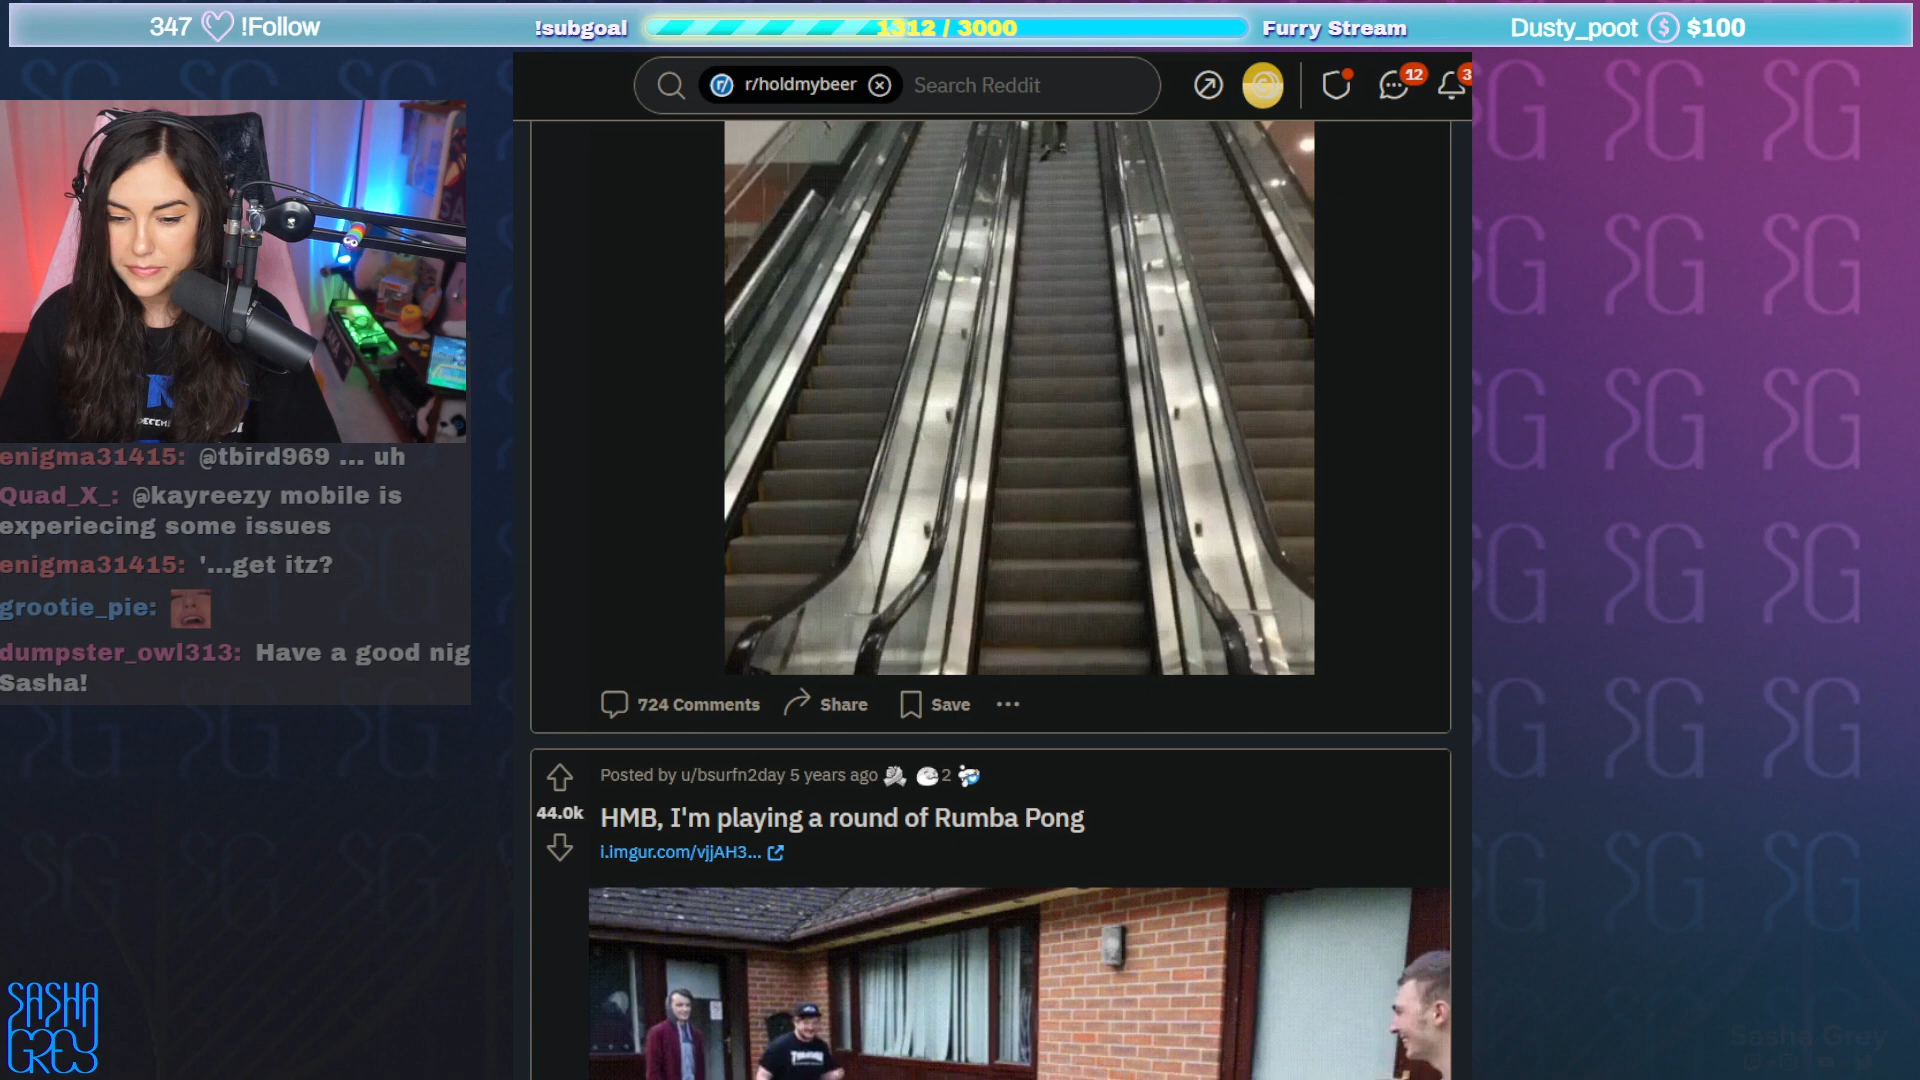 347 !Follow
!subgoal 1312 / 3000 Furry Stream
Dusty_poot $ $100
r/ r/holdmybeer Search Reddit
12
3
enigma31415: @tbird969 ... uh
Quad_X_: @kayreezy mobile is
experiecing some issues
enigma31415: '...get itz?
grootie_pie:
dumpster_owl313: Have a good nig
Sasha!
724 Comments Share Save
Posted by u/bsurfn2day 5 years ago 2
44.0k
HMB, I'm playing a round of Rumba Pong
i.imgur.com/vjjAH3...
SASHA
GREY
Sasha Grey